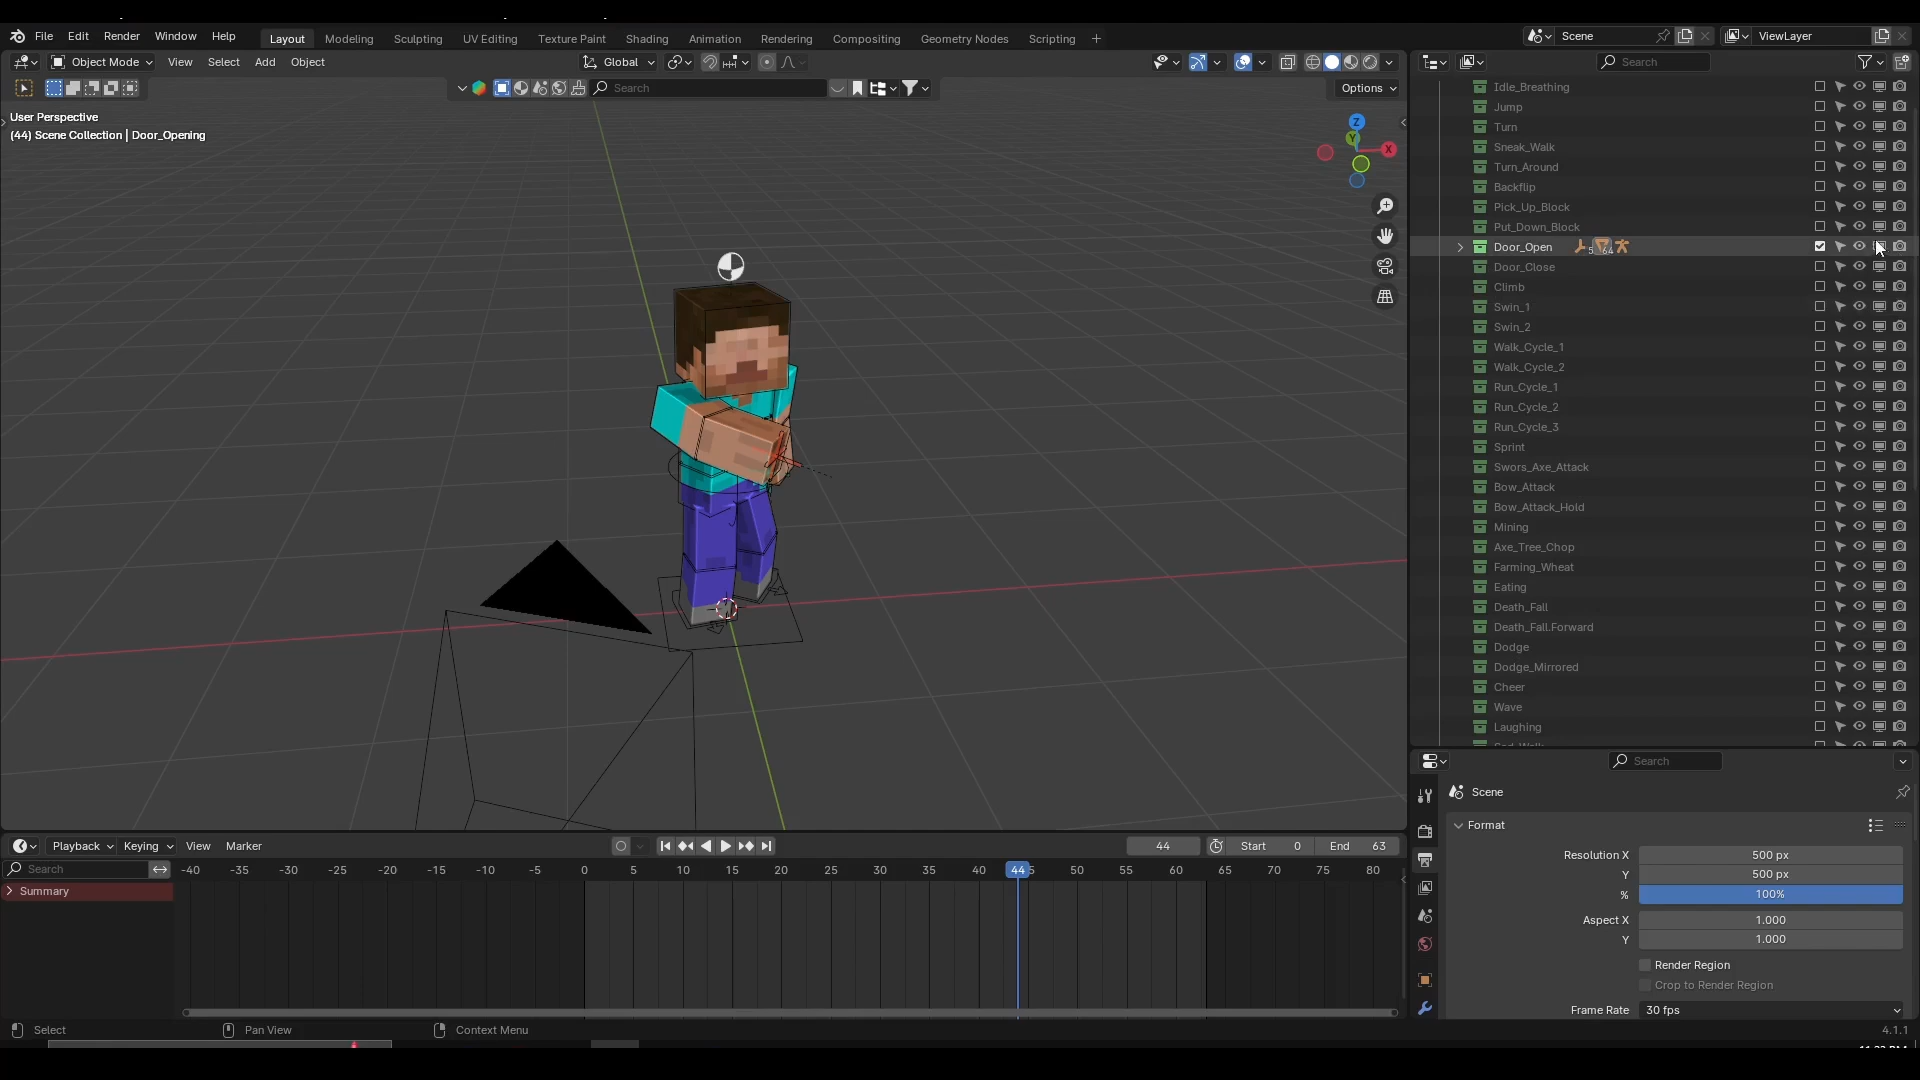 File Edit Render Window Help Layout Modeling Sculpting UV Editing Texture Paint Shading Animation Rendering Compositing Geometry Nodes Scripting + Scene ViewLayer
Object Mode View Select Add Object Global Search
Search Options
User Perspective
(44) Scene Collection | Door_Opening
Z
Y
X
Idle_Breathing
Jump
Turn
Sneak_Walk
Turn_Around
Backflip
Pick_Up_Block
Put_Down_Block
Door_Open
Door_Close
Climb
Swin_1
Swin_2
Walk_Cycle_1
Walk_Cycle_2
Run_Cycle_1
Run_Cycle_2
Run_Cycle_3
Sprint
Swors_Axe_Attack
Bow_Attack
Bow_Attack_Hold
Mining
Axe_Tree_Chop
Farming_Wheat
Eating
Death_Fall
Death_Fall.Forward
Dodge
Dodge_Mirrored
Cheer
Wave
Laughing
Search
Scene
Format
Resolution X 500 px
Y 500 px
% 100%
Aspect X 1.000
Y 1.000
Render Region
Crop to Render Region
Frame Rate 30 fps
Playback Keying View Marker 44 Start 0 End 63
Search -40 -35 -30 -25 -20 -15 -10 -5 0 5 10 15 20 25 30 35 40 44 50 55 60 65 70 75 80
Summary
Select Pan View Context Menu 4.1.1